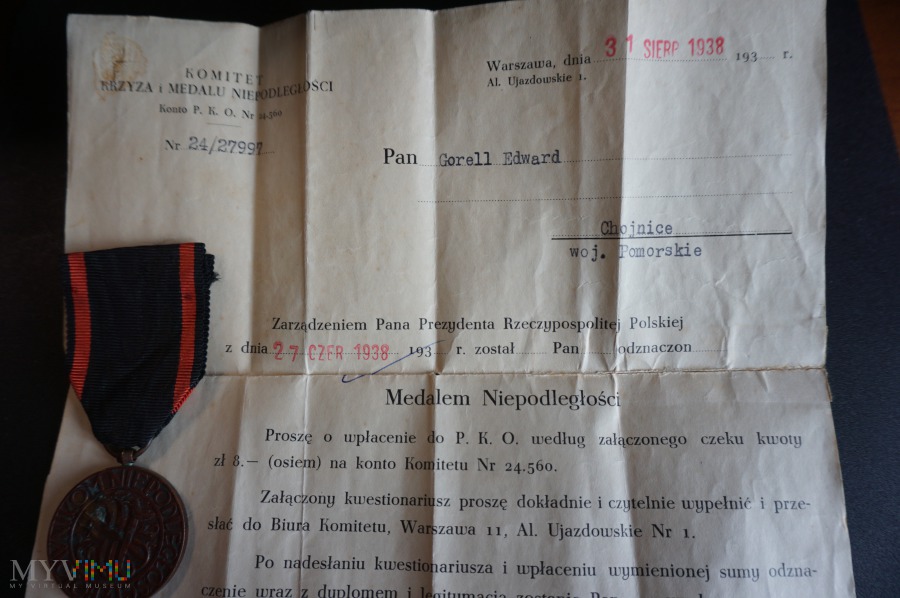 KOMITET
KRZYŻA i MEDALU NIEPODLEGŁOŚCI
Konto P. K. O. Nr 24.560
Nr 24/27997
Warszawa, dnia 31 SIERP 1938 193 r.
Al. Ujazdowskie 1.
Pan Gorell Edward
Chojnice
woj. Pomorskie
Zarządzeniem Pana Prezydenta Rzeczypospolitej Polskiej
z dnia 27 CZER 1938 193 r. został Pan odznaczon
Medalem Niepodległości
Proszę o wpłacenie do P. K. O. według załączonego czeku kwoty
zł 8.— (osiem) na konto Komitetu Nr 24.560.
Załączony kwestionariusz proszę dokładnie i czytelnie wypełnić i prze-
słać do Biura Komitetu, Warszawa 11, Al. Ujazdowskie Nr 1.
Po nadesłaniu kwestionariusza i wpłaceniu wymienionej sumy odzna-
czenie wraz z dyplomem i legitymacją zostanie
MYVIMU
MY VIRTUAL MUSEUM